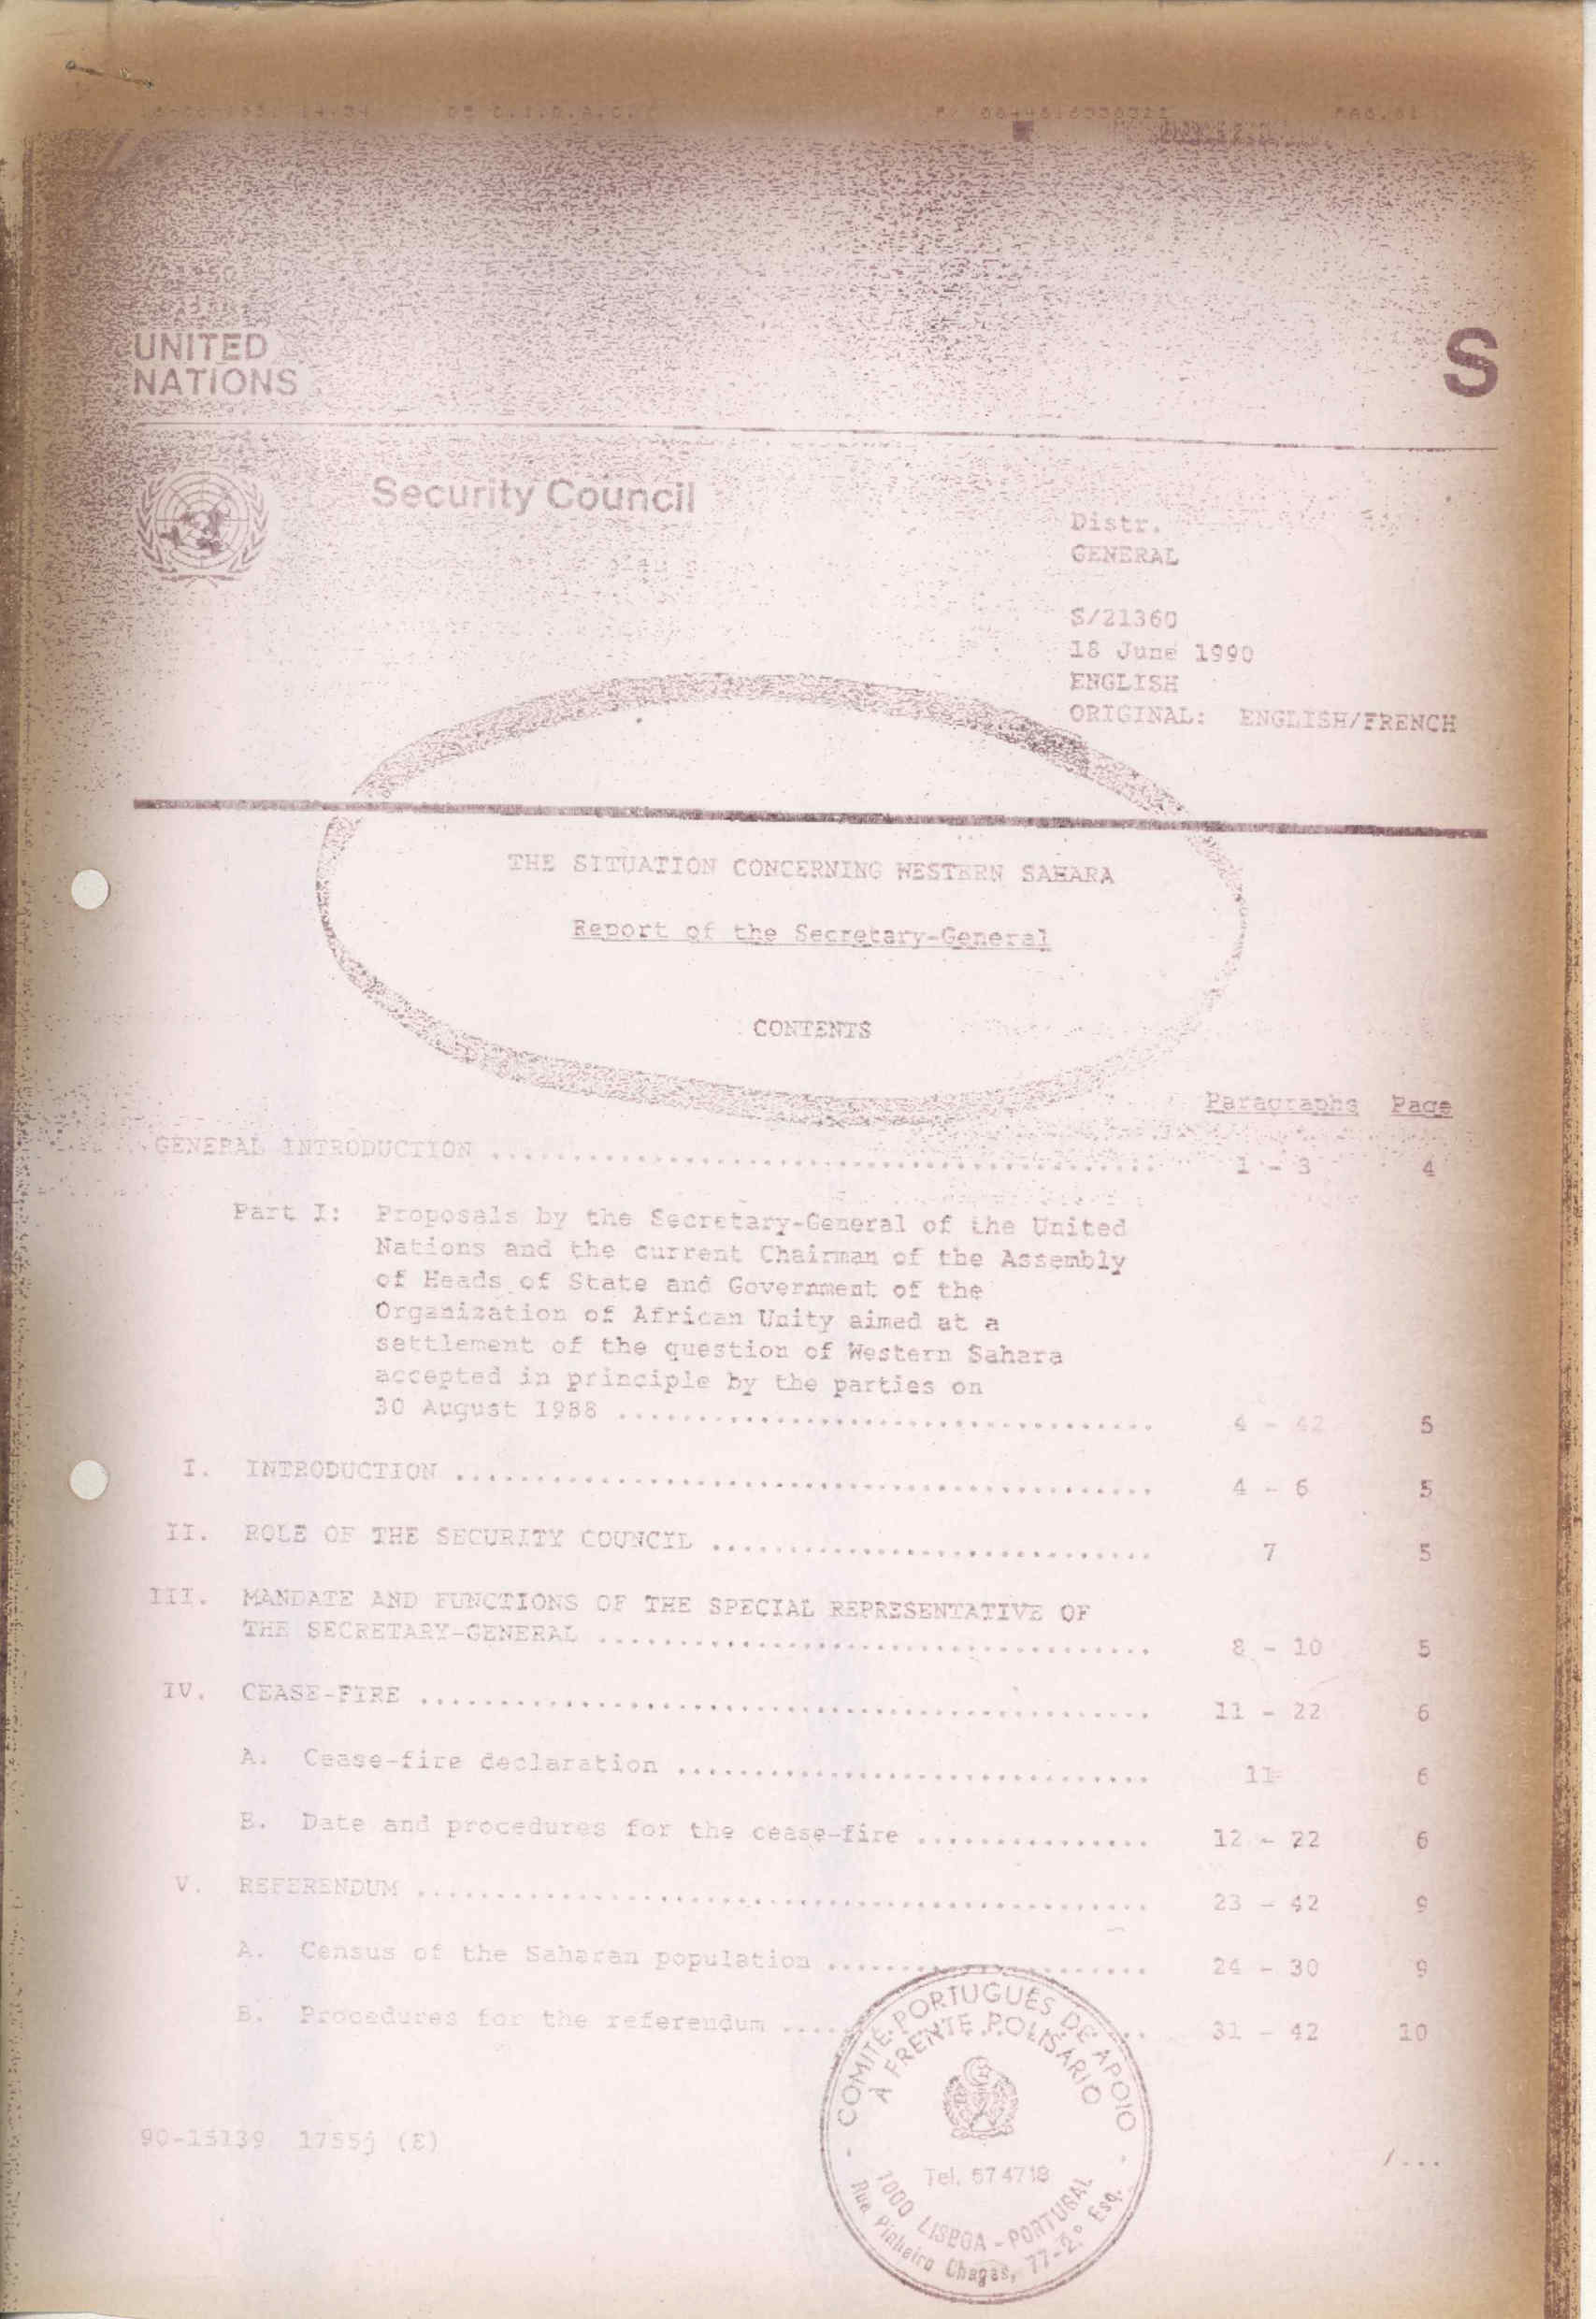 UNITED
NATIONS
S
Security Council
Distr.
GENERAL
S/21360
18 June 1990
ENGLISH
ORIGINAL: ENGLISH/FRENCH
THE SITUATION CONCERNING WESTERN SAHARA
Report of the Secretary-General
CONTENTS
Paragraphs Page
GENERAL INTRODUCTION .......................................... 1 - 3 4
Part I: Proposals by the Secretary-General of the United
Nations and the current Chairman of the Assembly
of Heads of State and Government of the
Organization of African Unity aimed at a
settlement of the question of Western Sahara
accepted in principle by the parties on
30 August 1988 .................................. 4 - 42 5
I. INTRODUCTION ............................................ 4 - 6 5
II. ROLE OF THE SECURITY COUNCIL ............................ 7 5
III. MANDATE AND FUNCTIONS OF THE SPECIAL REPRESENTATIVE OF
THE SECRETARY-GENERAL ................................... 8 - 10 5
IV. CEASE-FIRE .............................................. 11 - 22 6
A. Cease-fire declaration .............................. 11 6
B. Date and procedures for the cease-fire ............... 12 - 22 6
V. REFERENDUM .............................................. 23 - 42 9
A. Census of the Saharan population .................... 24 - 30 9
B. Procedures for the referendum ....................... 31 - 42 10
COMITÉ PORTUGUÊS DE APOIO
À FRENTE POLISÁRIO
Tel. 574718
1000 LISBOA - PORTUGAL
Rua Pinheiro Chagas, 77-2.º Esq.
90-15139 1755j (E)
/...